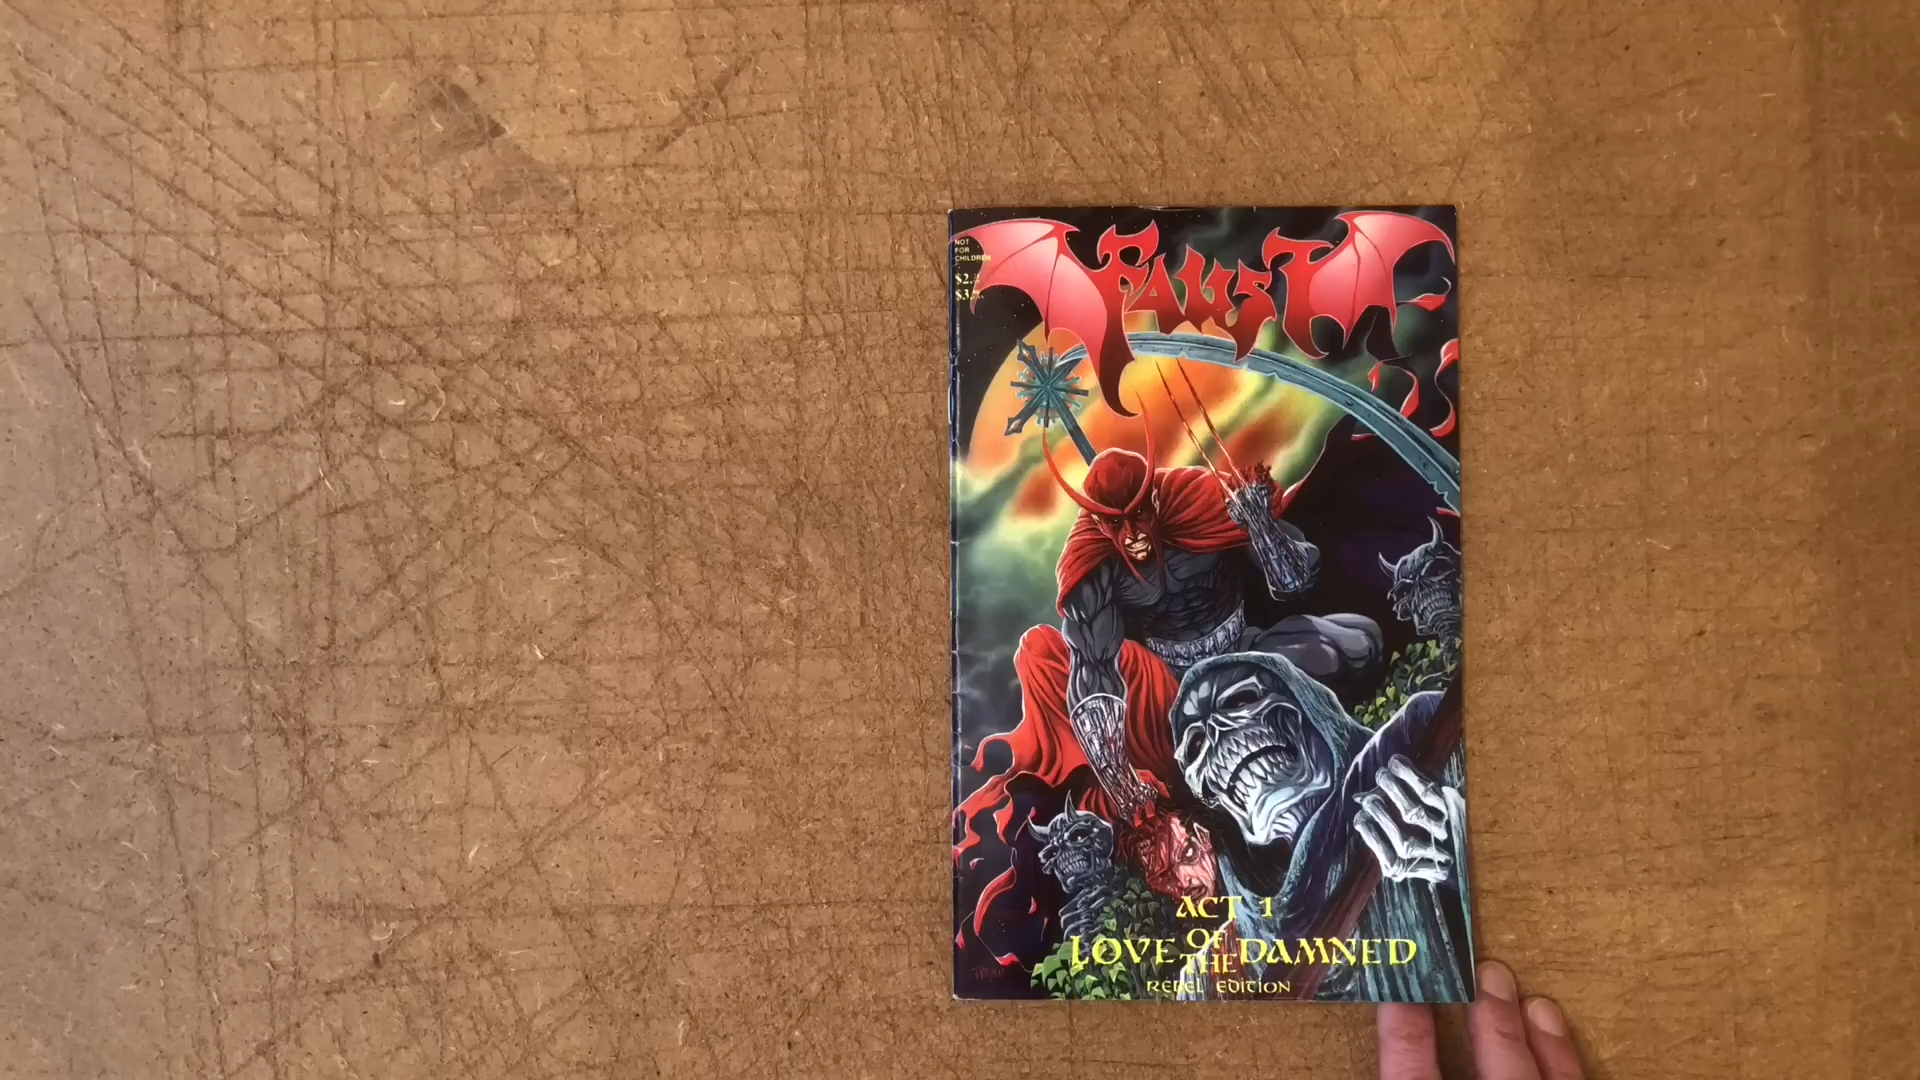 FAUST
NOT
FOR
CHILDREN
ACT 1
LOVE OF THE DAMNED
REBEL EDITION